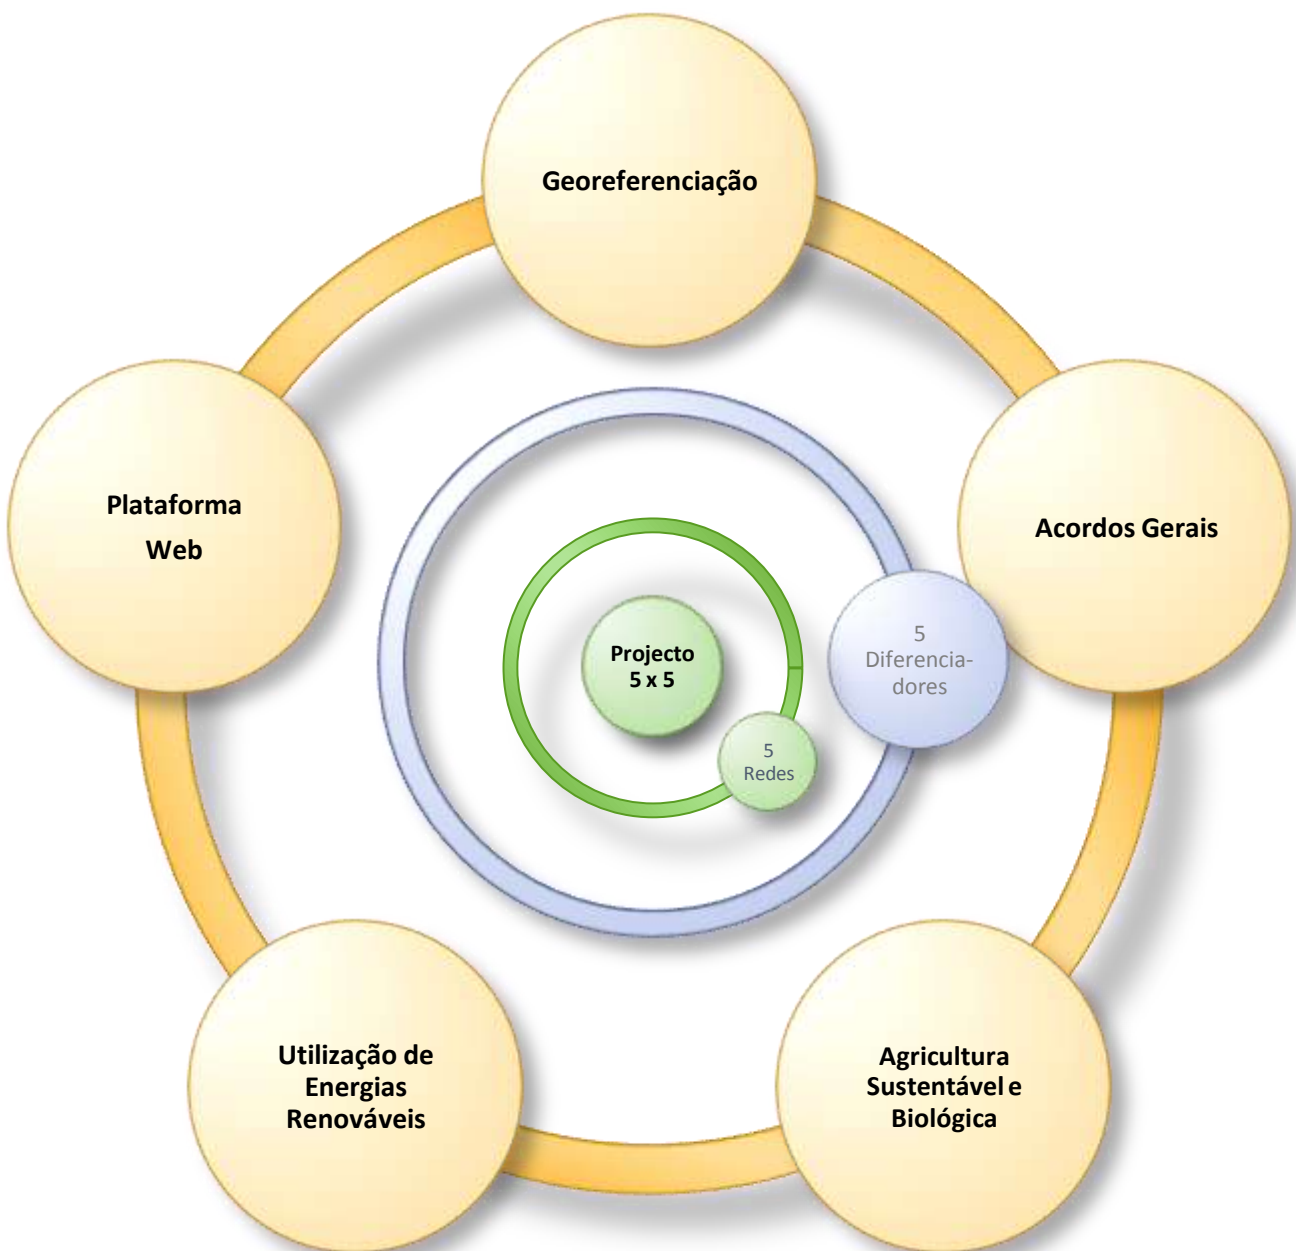 Georeferenciação
Plataforma
Web
Acordos Gerais
5
Diferencia-
dores
Projecto
5 x 5
5
Redes
Utilização de
Energias
Renováveis
Agricultura
Sustentável e
Biológica